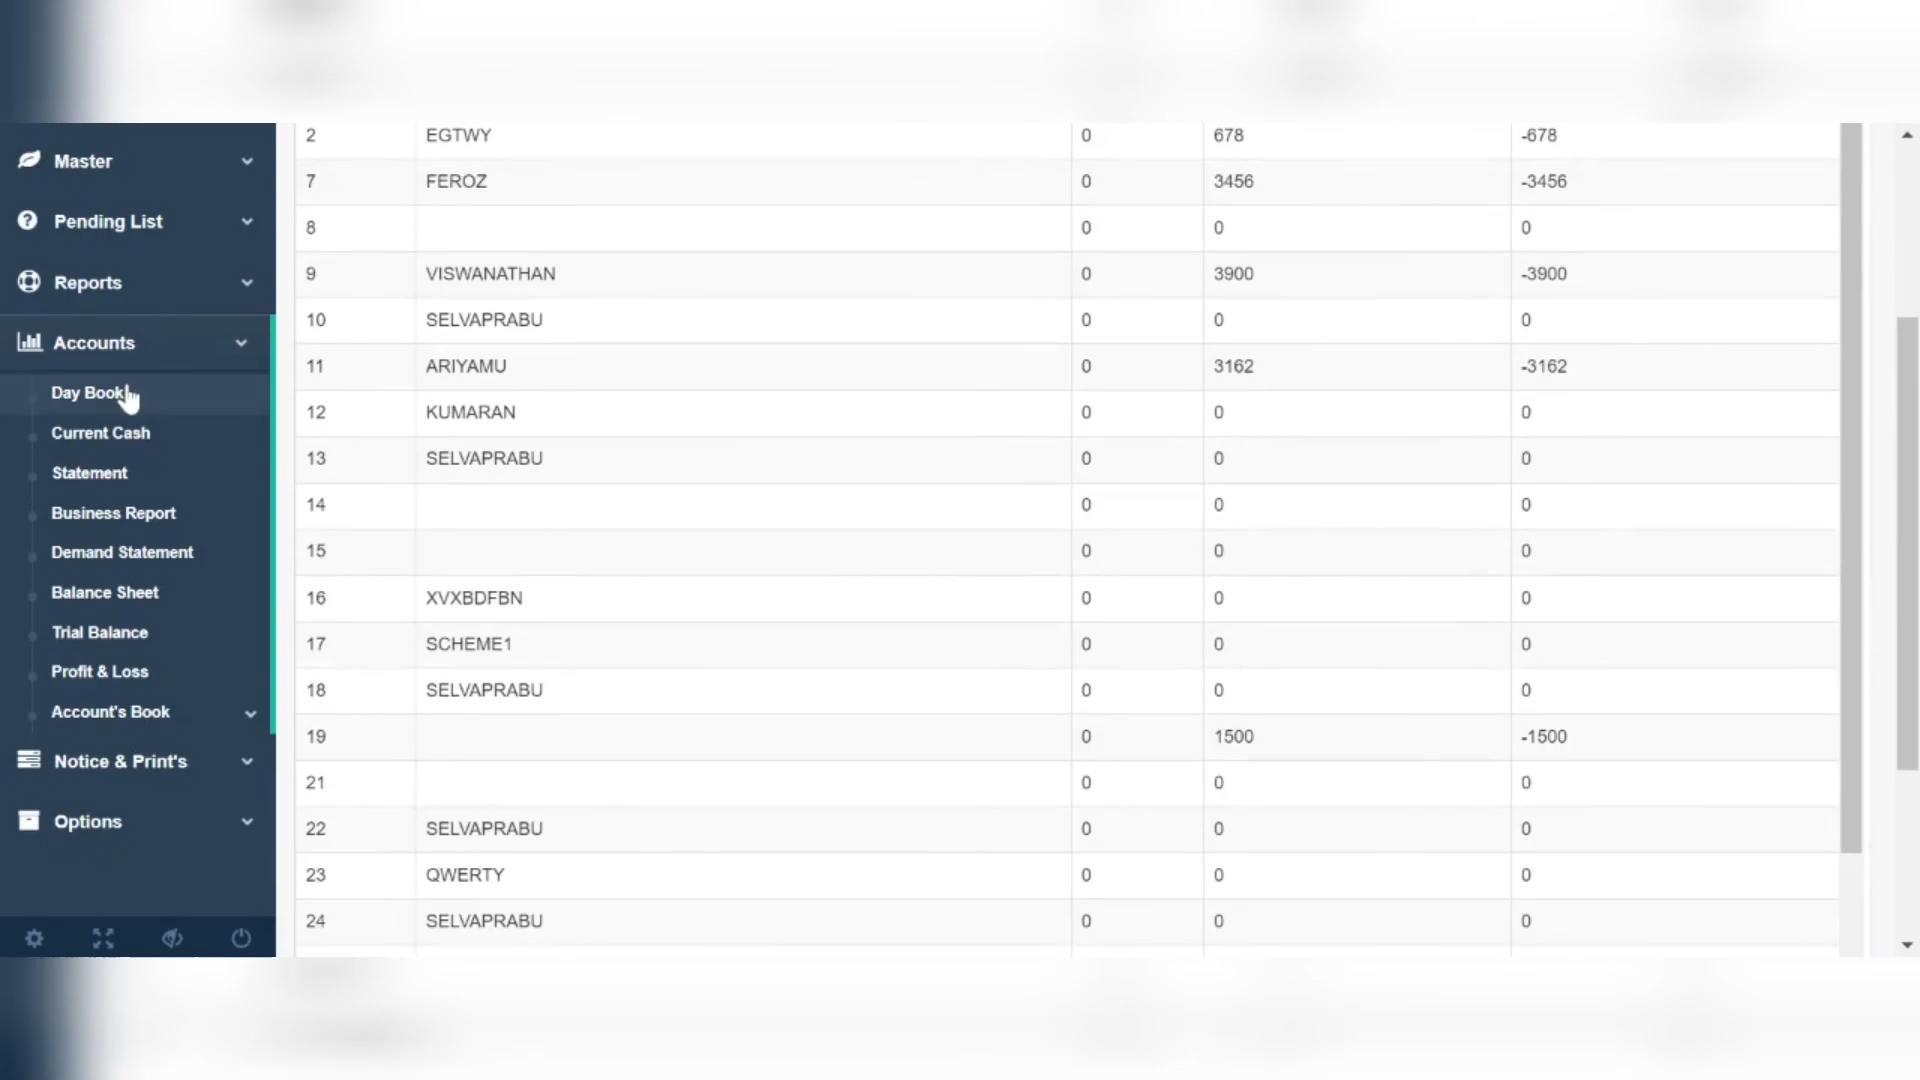 Master
Pending List
Reports
Accounts
Day Book
Current Cash
Statement
Business Report
Demand Statement
Balance Sheet
Trial Balance
Profit & Loss
Account's Book
Notice & Print's
Options
2 EGTWY 0 678 -678
7 FEROZ 0 3456 -3456
8 0 0 0
9 VISWANATHAN 0 3900 -3900
10 SELVAPRABU 0 0 0
11 ARIYAMU 0 3162 -3162
12 KUMARAN 0 0 0
13 SELVAPRABU 0 0 0
14 0 0 0
15 0 0 0
16 XVXBDFBN 0 0 0
17 SCHEME1 0 0 0
18 SELVAPRABU 0 0 0
19 0 1500 -1500
21 0 0 0
22 SELVAPRABU 0 0 0
23 QWERTY 0 0 0
24 SELVAPRABU 0 0 0